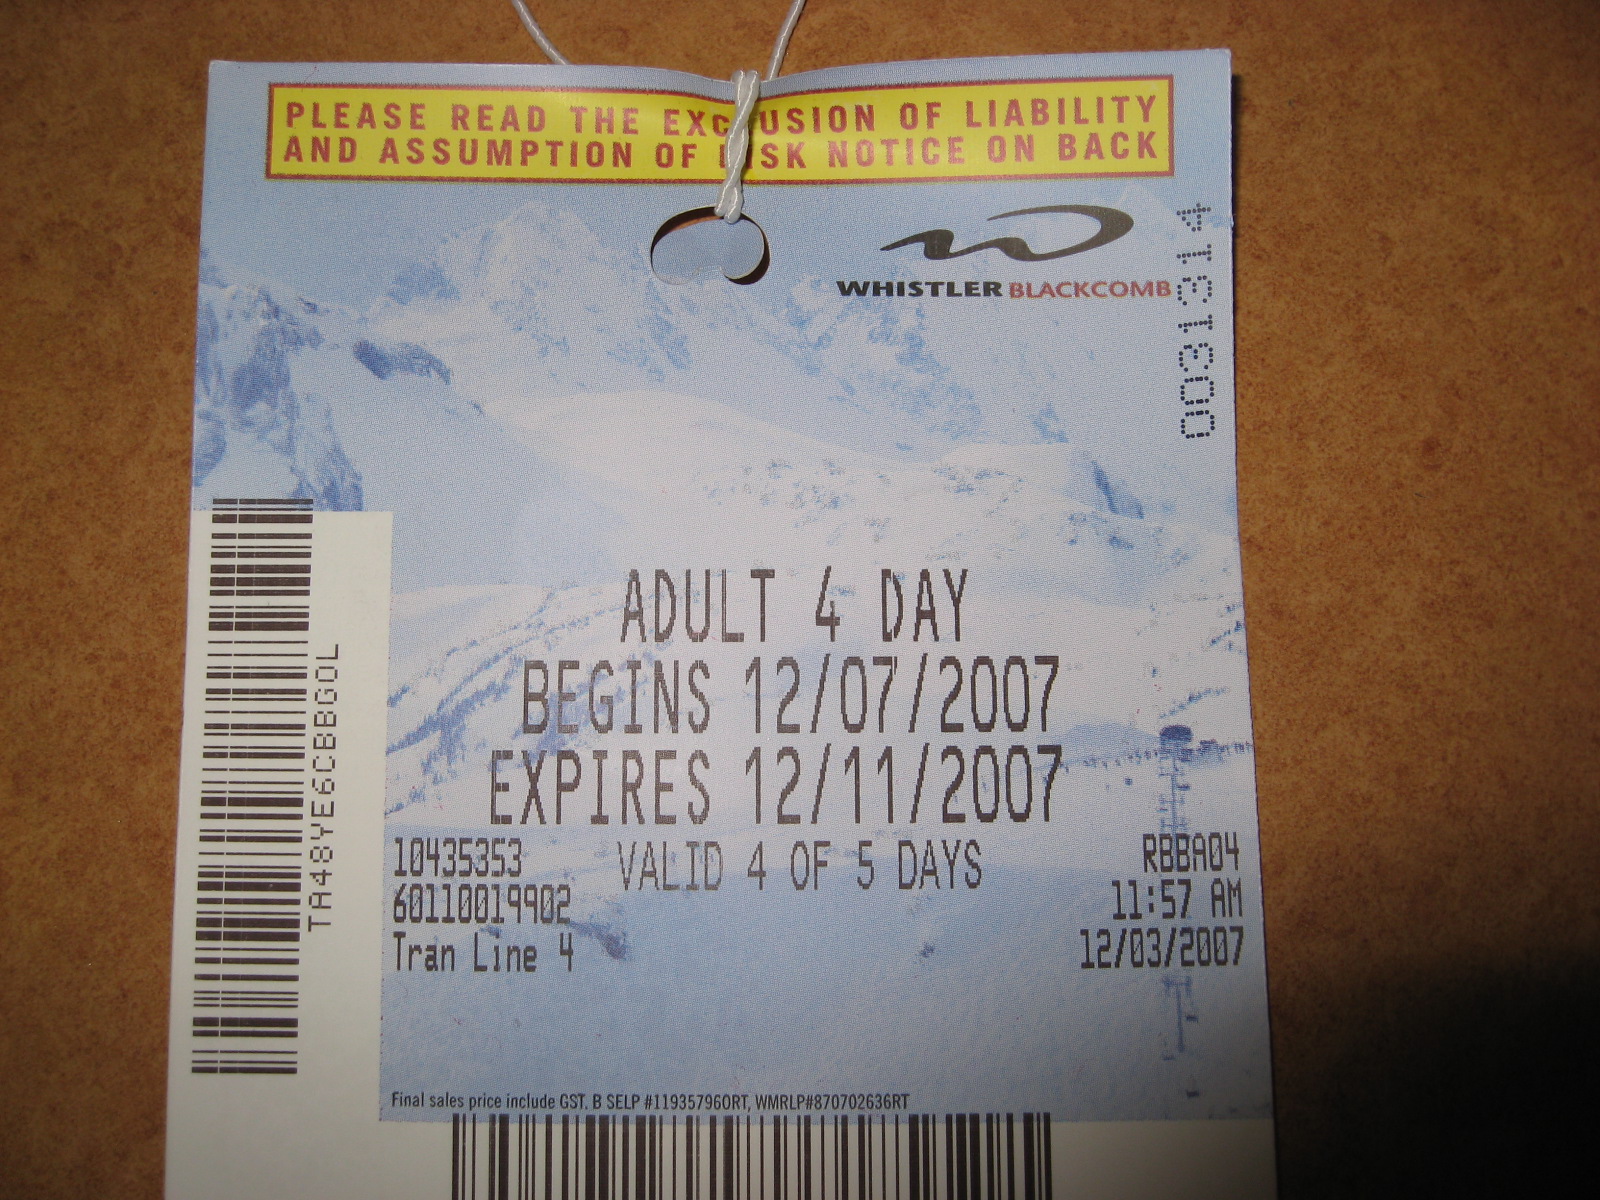 PLEASE READ THE EXCLUSION OF LIABILITY
AND ASSUMPTION OF RISK NOTICE ON BACK
WHISTLER BLACKCOMB
4131300
ADULT 4 DAY
BEGINS 12/07/2007
EXPIRES 12/11/2007
VALID 4 OF 5 DAYS
10435353
60110019902
Tran Line 4
RBBA04
11:57 AM
12/03/2007
TA48YE6CBBGOL
Final sales price include GST. B SELP #119357960RT, WMRLP#870702636RT